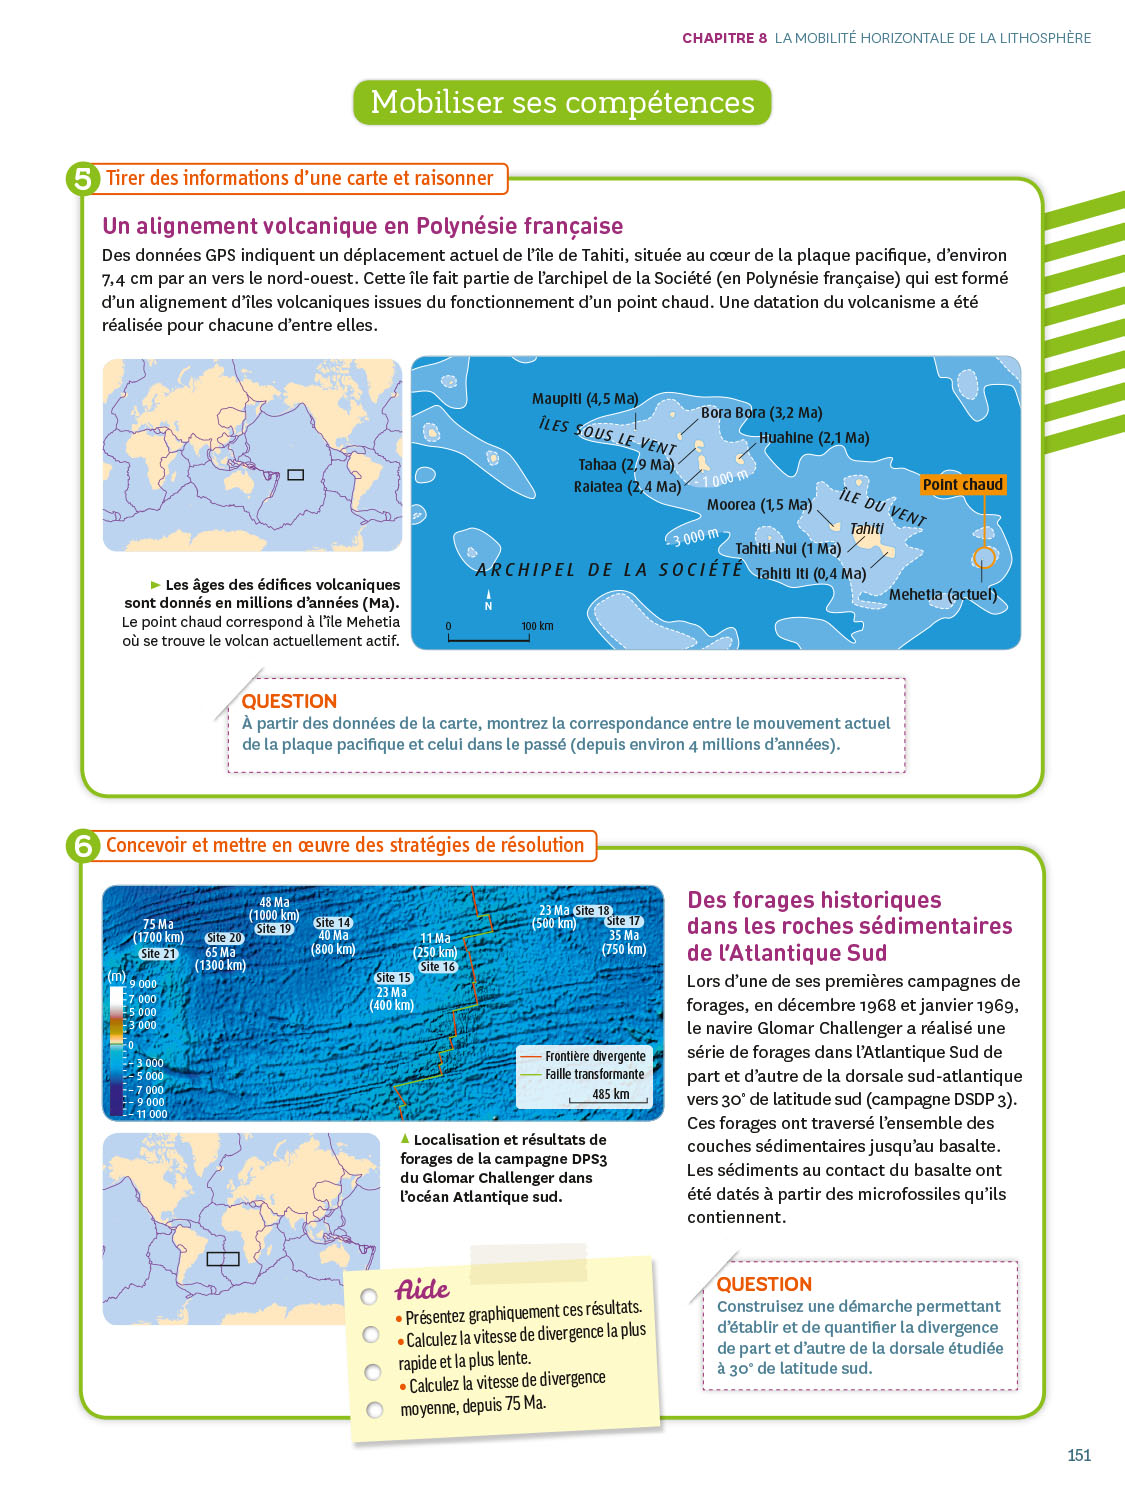 CHAPITRE 8 LA MOBILITÉ HORIZONTALE DE LA LITHOSPHÈRE
Mobiliser ses compétences
5 Tirer des informations d'une carte et raisonner
Un alignement volcanique en Polynésie française
Des données GPS indiquent un déplacement actuel de l'île de Tahiti, située au cœur de la plaque pacifique, d'environ
7,4 cm par an vers le nord-ouest. Cette île fait partie de l'archipel de la Société (en Polynésie française) qui est formé
d'un alignement d'îles volcaniques issues du fonctionnement d'un point chaud. Une datation du volcanisme a été
réalisée pour chacune d'entre elles.
Maupiti (4,5 Ma)
Bora Bora (3,2 Ma)
ÎLES SOUS LE VENT
Huahine (2,1 Ma)
Tahaa (2,9 Ma)
Raiatea (2,4 Ma)
- 1 000 m
Point chaud
Moorea (1,5 Ma)
ÎLE DU VENT
Tahiti
- 3 000 m
Tahiti Nui (1 Ma)
ARCHIPEL DE LA SOCIÉTÉ
Tahiti Iti (0,4 Ma)
Mehetia (actuel)
N
0 100 km
► Les âges des édifices volcaniques
sont donnés en millions d'années (Ma).
Le point chaud correspond à l'île Mehetia
où se trouve le volcan actuellement actif.
QUESTION
À partir des données de la carte, montrez la correspondance entre le mouvement actuel
de la plaque pacifique et celui dans le passé (depuis environ 4 millions d'années).
6 Concevoir et mettre en œuvre des stratégies de résolution
75 Ma
(1700 km)
Site 21
Site 20
65 Ma
(1300 km)
48 Ma
(1000 km)
Site 19
Site 14
40 Ma
(800 km)
11 Ma
(250 km)
Site 16
Site 15
23 Ma
(400 km)
23 Ma Site 18
(500 km)
Site 17
35 Ma
(750 km)
(m)
9 000
7 000
5 000
3 000
0
- 3 000
- 5 000
- 7 000
- 9 000
- 11 000
Frontière divergente
Faille transformante
485 km
▲ Localisation et résultats de
forages de la campagne DPS3
du Glomar Challenger dans
l'océan Atlantique sud.
Des forages historiques
dans les roches sédimentaires
de l'Atlantique Sud
Lors d'une de ses premières campagnes de
forages, en décembre 1968 et janvier 1969,
le navire Glomar Challenger a réalisé une
série de forages dans l'Atlantique Sud de
part et d'autre de la dorsale sud-atlantique
vers 30° de latitude sud (campagne DSDP 3).
Ces forages ont traversé l'ensemble des
couches sédimentaires jusqu'au basalte.
Les sédiments au contact du basalte ont
été datés à partir des microfossiles qu'ils
contiennent.
Aide
• Présentez graphiquement ces résultats.
• Calculez la vitesse de divergence la plus
rapide et la plus lente.
• Calculez la vitesse de divergence
moyenne, depuis 75 Ma.
QUESTION
Construisez une démarche permettant
d'établir et de quantifier la divergence
de part et d'autre de la dorsale étudiée
à 30° de latitude sud.
151